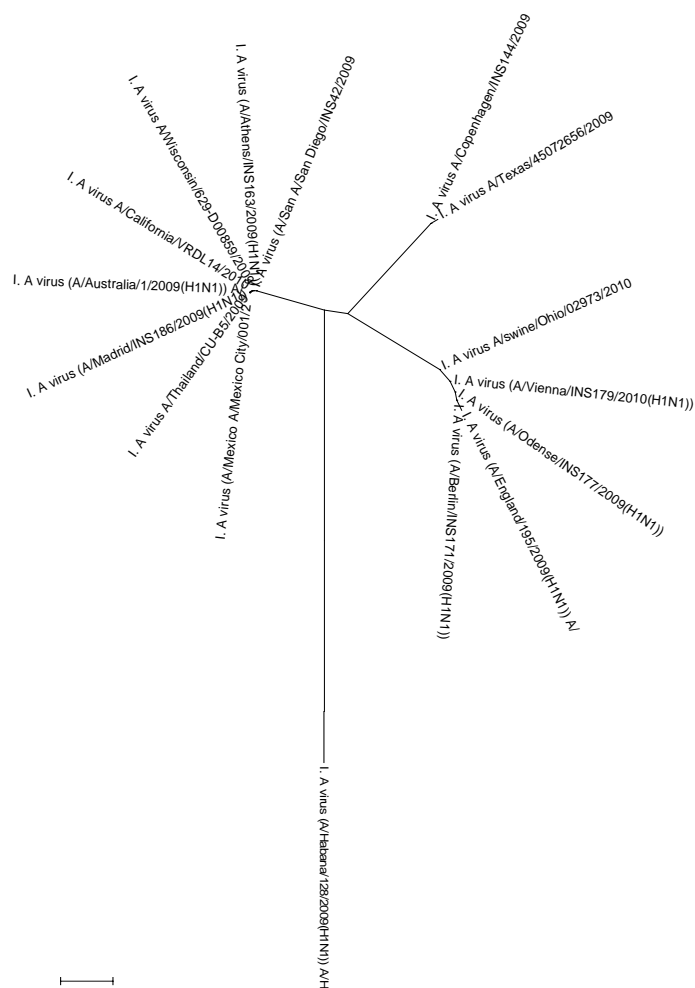 I. A virus (A/Athens/INS163/2009(H1N1
I. A virus (A/San A/San Diego/INS42/2009
I. A virus A/Copenhagen/INS144/2009
I. A virus A/Wisconsin/629-D00859/200
I. A virus A/Texas/45072656/2009
I. A virus A/California/VRDL14/20
I. A virus (A/Australia/1/2009(H1N1)) A/
I. A virus A/swine/Ohio/02973/2010
I. A virus (A/Madrid/INS186/2009(H1N1
I. A virus (A/Vienna/INS179/2010(H1N1))
I. A virus A/Thailand/CU-B5/2009
I. A virus (A/Odense/INS177/2009(H1N1))
I. A virus (A/Mexico A/Mexico City/001/2
I. A virus (A/England/195/2009(H1N1)) A/
I. A virus (A/Berlin/INS171/2009(H1N1))
I. A virus (A/Habana/128/2009(H1N1)) A/H